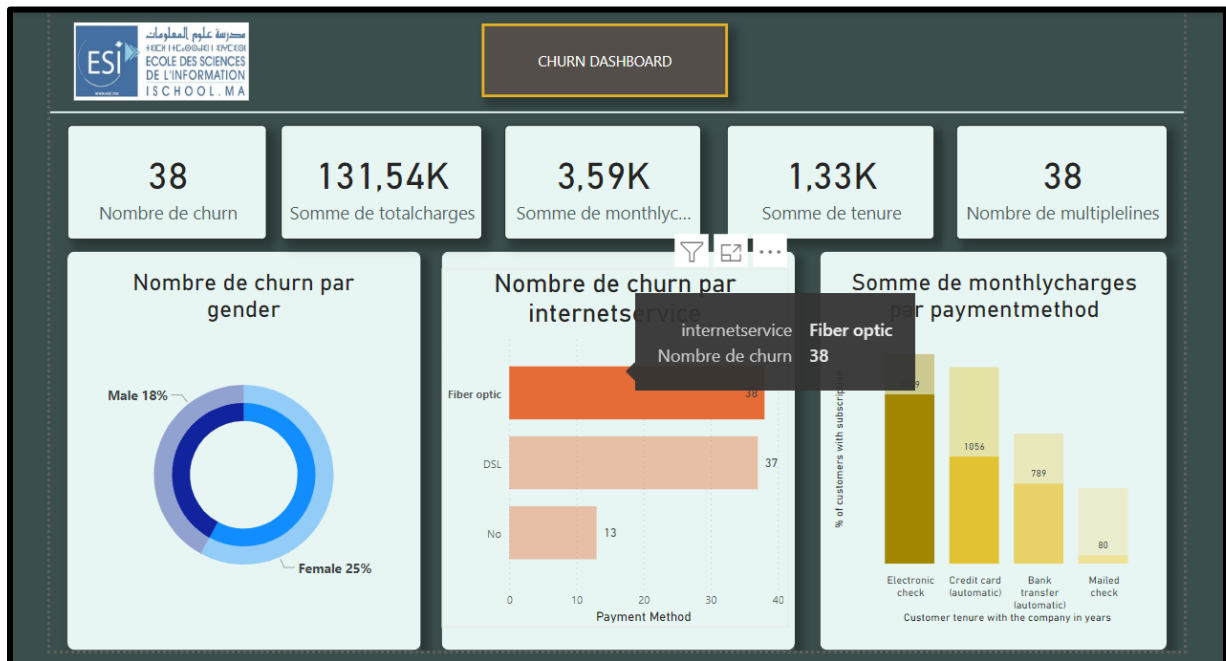 ESi
www.esi.ma
مدرسة علوم المعلومات
ECOLE DES SCIENCES
DE L'INFORMATION
ISCHOOL.MA
CHURN DASHBOARD
38
Nombre de churn
131,54K
Somme de totalcharges
3,59K
Somme de monthlyc...
1,33K
Somme de tenure
38
Nombre de multiplelines
Nombre de churn par
gender
Male 18%
Female 25%
Nombre de churn par
internetservice
internetservice Fiber optic
Nombre de churn 38
Fiber optic
38
DSL
37
No
13
0 10 20 30 40
Payment Method
Somme de monthlycharges
par paymentmethod
% of customers with subscription
1056
789
80
Electronic
check
Credit card
(automatic)
Bank
transfer
(automatic)
Mailed
check
Customer tenure with the company in years